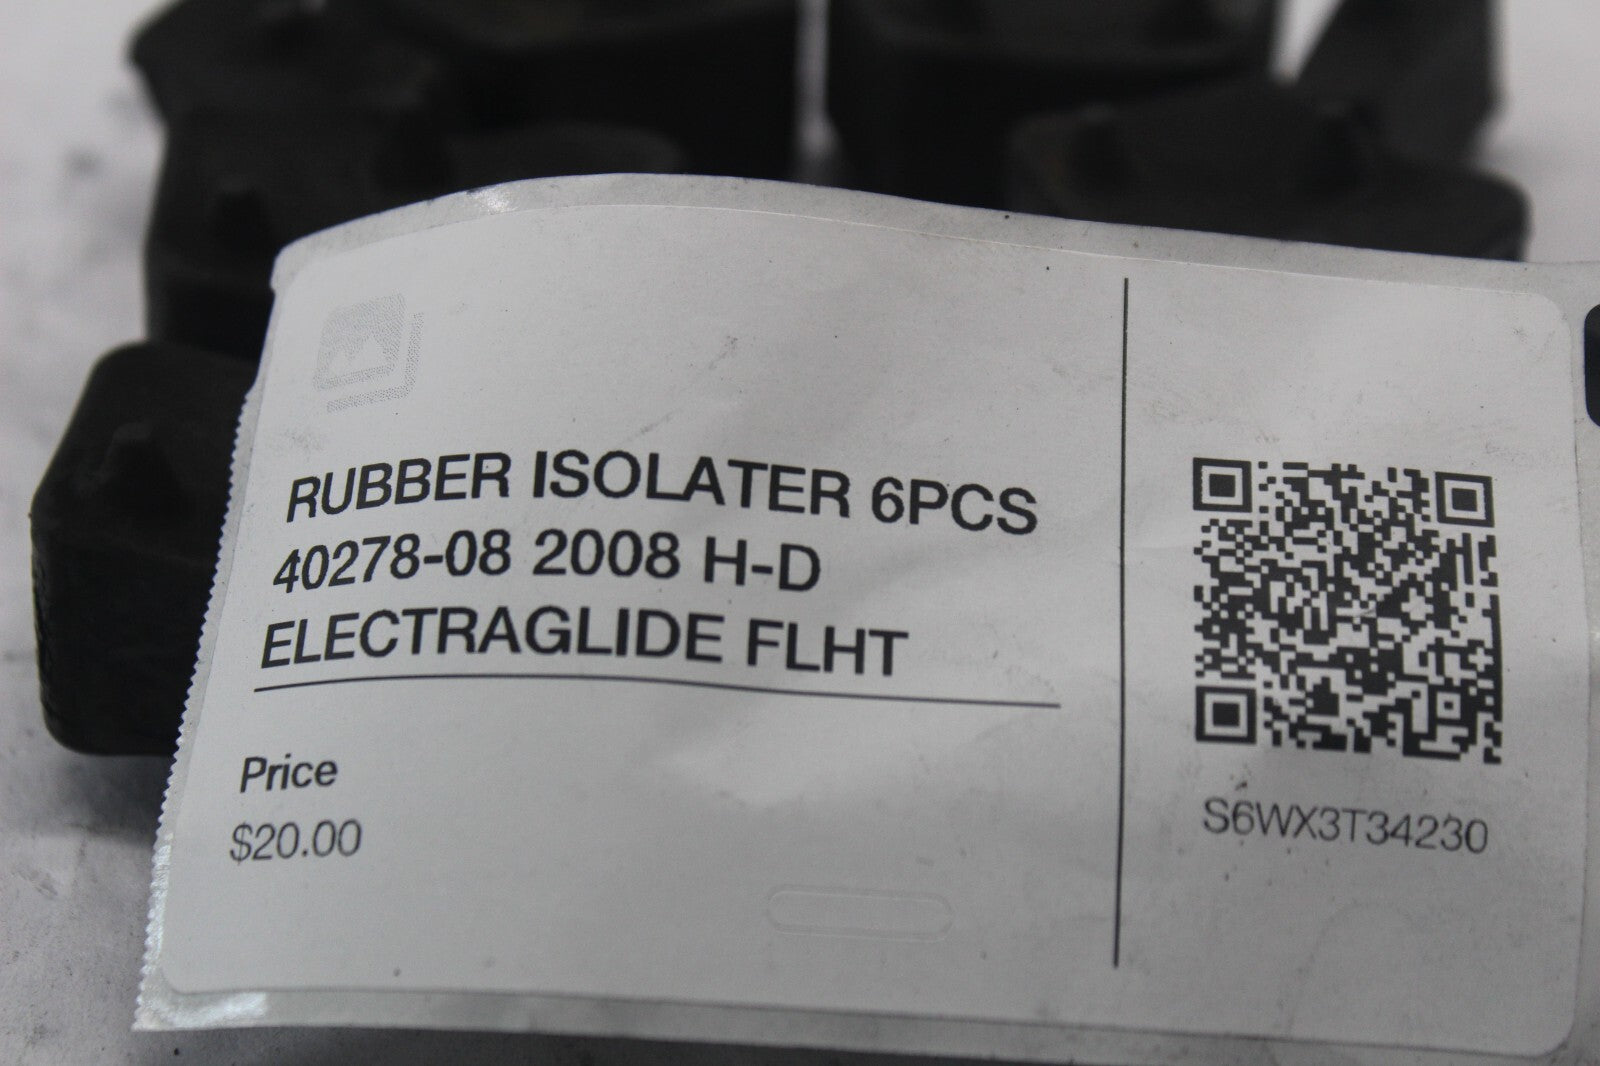 RUBBER ISOLATER 6PCS
40278-08 2008 H-D
ELECTRAGLIDE FLHT
Price
$20.00
S6WX3T34230